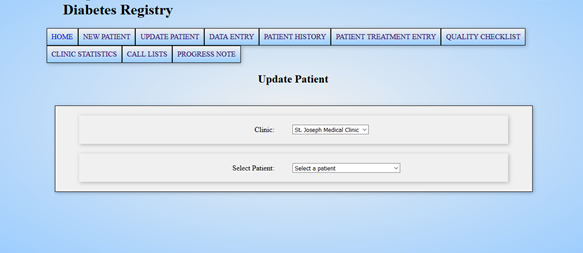 Diabetes Registry
HOME NEW PATIENT UPDATE PATIENT DATA ENTRY PATIENT HISTORY PATIENT TREATMENT ENTRY QUALITY CHECKLIST
CLINIC STATISTICS CALL LISTS PROGRESS NOTE
Update Patient
Clinic: St. Joseph Medical Clinic
Select Patient: Select a patient